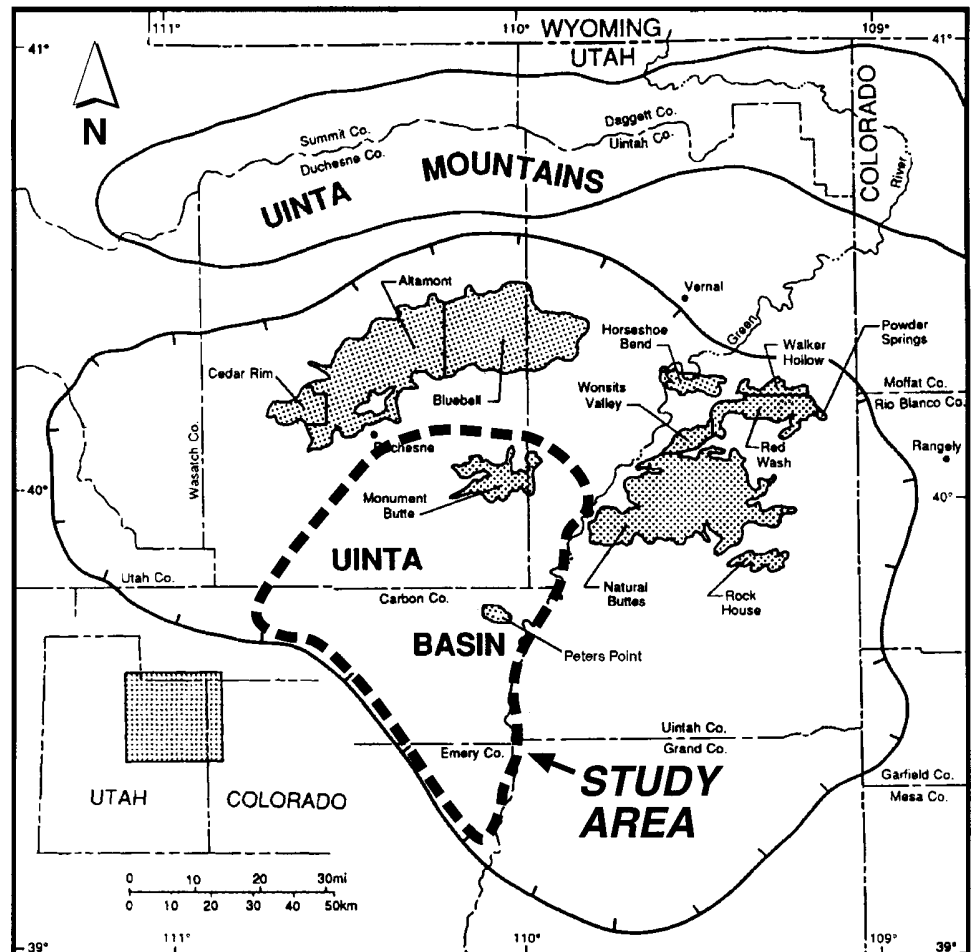 111°
110°
WYOMING
109°
41°
41°
UTAH
N
COLORADO
Summit Co.
Duchesne Co.
Daggett Co.
Uintah Co.
UINTA
MOUNTAINS
River
Green
Altamont
Vernal
Horseshoe
Bend
Walker
Hollow
Powder
Springs
Cedar Rim
Bluebell
Wonsits
Valley
Moffat Co.
Rio Blanco Co.
Red
Wash
Rangely
Duchesne
Wasatch Co.
40°
40°
Monument
Butte
UINTA
Natural
Buttes
Rock
House
Utah Co.
Carbon Co.
BASIN
Peters Point
Emery Co.
Uintah Co.
Grand Co.
STUDY
AREA
Garfield Co.
Mesa Co.
UTAH
COLORADO
0 10 20 30mi
0 10 20 30 40 50km
39°
111°
110°
109°
39°